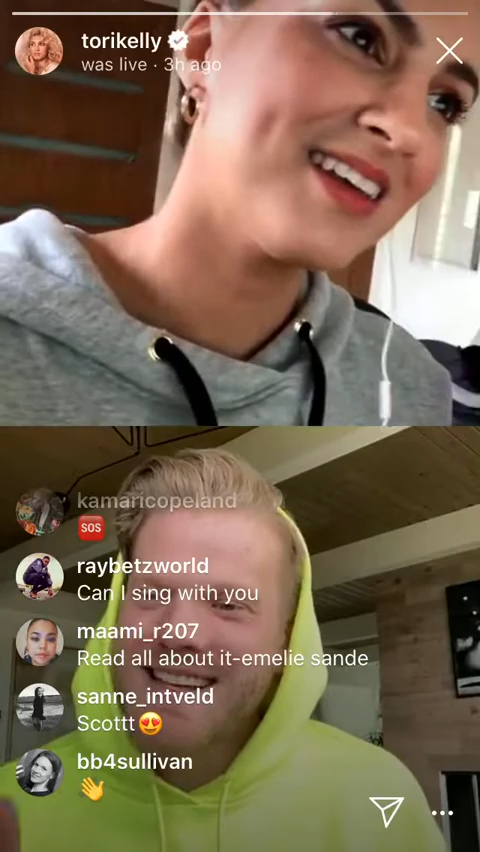 torikelly
was live · 3h ago
kamaricopeland
SOS
raybetzworld
Can I sing with you
maami_r207
Read all about it-emelie sande
sanne_intveld
Scottt😍
bb4sullivan
👋